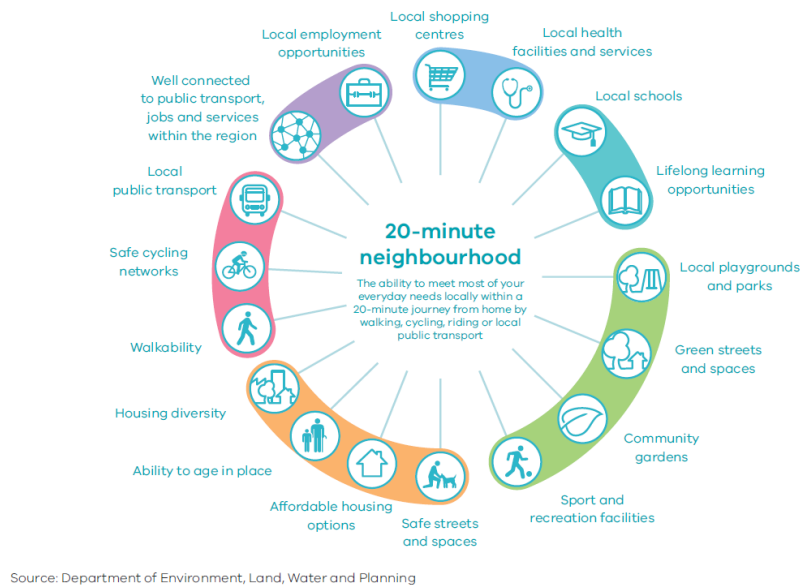 Local shopping
centres
Local health
facilities and services
Local schools
Lifelong learning
opportunities
Local playgrounds
and parks
Green streets
and spaces
Community
gardens
Sport and
recreation facilities
Safe streets
and spaces
Affordable housing
options
Ability to age in place
Housing diversity
Walkability
Safe cycling
networks
Local
public transport
Well connected
to public transport,
jobs and services
within the region
Local employment
opportunities
20-minute
neighbourhood
The ability to meet most of your
everyday needs locally within a
20-minute journey from home by
walking, cycling, riding or local
public transport
Source: Department of Environment, Land, Water and Planning